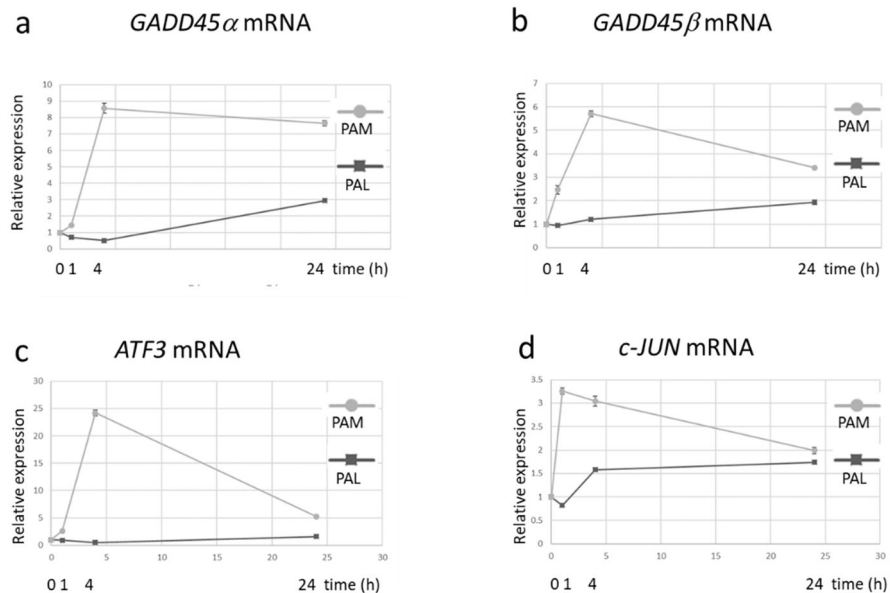 a
GADD45α mRNA
Relative expression
10
9
8
7
6
5
4
3
2
1
0
PAM
PAL
0 1 4 24 time (h)
b
GADD45β mRNA
Relative expression
7
6
5
4
3
2
1
0
PAM
PAL
0 1 4 24 time (h)
c
ATF3 mRNA
Relative expression
30
25
20
15
10
5
0
0 5 10 15 20 25 30
PAM
PAL
0 1 4 24 time (h)
d
c-JUN mRNA
Relative expression
3.5
3
2.5
2
1.5
1
0.5
0
0 5 10 15 20 25 30
PAM
PAL
0 1 4 24 time (h)